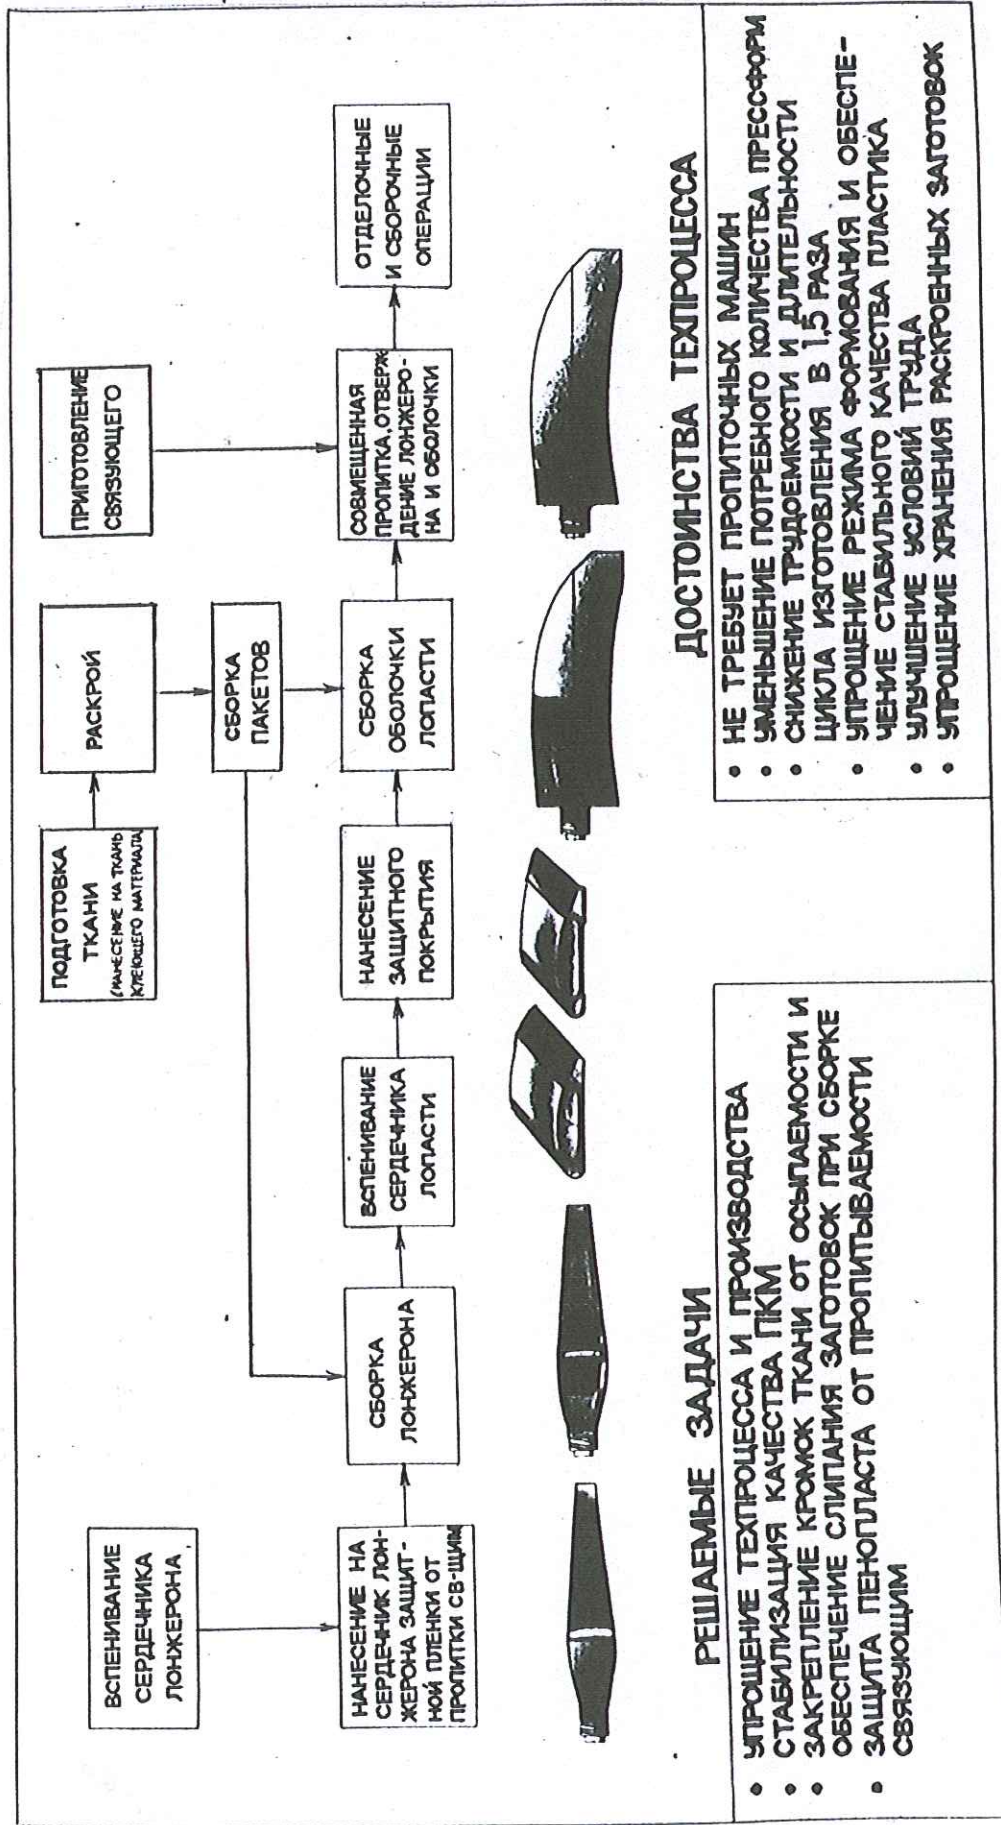 ВСПЕНИВАНИЕ
СЕРДЕЧНИКА
ЛОНЖЕРОНА
НАНЕСЕНИЕ НА
СЕРДЕЧНИК ЛОН-
ЖЕРОНА ЗАЩИТ-
НОЙ ПЛЕНКИ ОТ
ПРОПИТКИ СВ-ЩИМ
СБОРКА
ЛОНЖЕРОНА
ВСПЕНИВАНИЕ
СЕРДЕЧНИКА
ЛОПАСТИ
ПОДГОТОВКА
ТКАНИ
(НАНЕСЕНИЕ НА ТКАНЬ
КЛЕЮЩЕГО МАТЕРИАЛА)
НАНЕСЕНИЕ
ЗАЩИТНОГО
ПОКРЫТИЯ
РАСКРОЙ
СБОРКА
ПАКЕТОВ
СБОРКА
ОБОЛОЧКИ
ЛОПАСТИ
ПРИГОТОВЛЕНИЕ
СВЯЗУЮЩЕГО
СОВМЕЩЕННАЯ
ПРОПИТКА, ОТВЕРЖ
ДЕНИЕ ЛОНЖЕРО-
НА И ОБОЛОЧКИ
ОТДЕЛОЧНЫЕ
И СБОРОЧНЫЕ
ОПЕРАЦИИ
РЕШАЕМЫЕ ЗАДАЧИ
• УПРОЩЕНИЕ ТЕХПРОЦЕССА И ПРОИЗВОДСТВА
• СТАБИЛИЗАЦИЯ КАЧЕСТВА ПКМ
• ЗАКРЕПЛЕНИЕ КРОМОК ТКАНИ ОТ ОСЫПАЕМОСТИ И
ОБЕСПЕЧЕНИЕ СЛИПАНИЯ ЗАГОТОВОК ПРИ СБОРКЕ
• ЗАЩИТА ПЕНОПЛАСТА ОТ ПРОПИТЫВАЕМОСТИ
СВЯЗУЮЩИМ
ДОСТОИНСТВА ТЕХПРОЦЕССА
• НЕ ТРЕБУЕТ ПРОПИТОЧНЫХ МАШИН
• УМЕНЬШЕНИЕ ПОТРЕБНОГО КОЛИЧЕСТВА ПРЕССФОРМ
• СНИЖЕНИЕ ТРУДОЕМКОСТИ И ДЛИТЕЛЬНОСТИ
ЦИКЛА ИЗГОТОВЛЕНИЯ В 1,5 РАЗА
• УПРОЩЕНИЕ РЕЖИМА ФОРМОВАНИЯ И ОБЕСПЕ-
ЧЕНИЕ СТАБИЛЬНОГО КАЧЕСТВА ПЛАСТИКА
• УЛУЧШЕНИЕ УСЛОВИЙ ТРУДА
• УПРОЩЕНИЕ ХРАНЕНИЯ РАСКРОЕННЫХ ЗАГОТОВОК